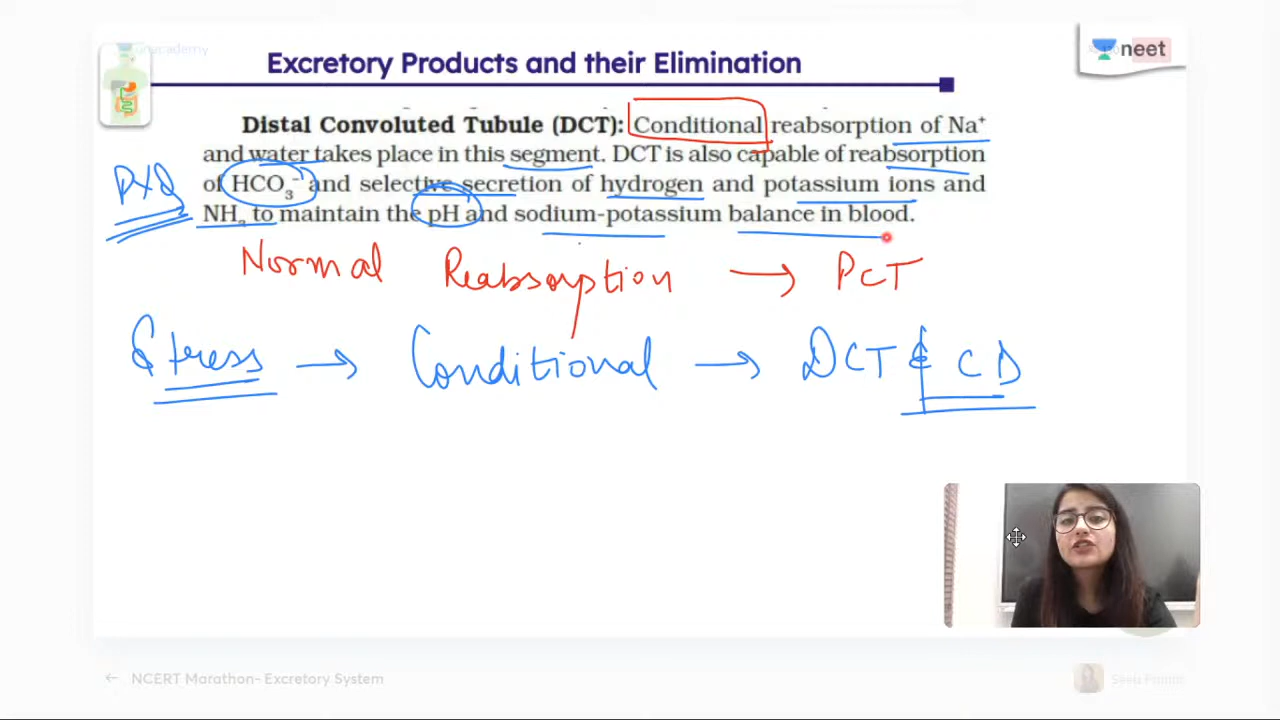 unacademy
neet
Excretory Products and their Elimination
Distal Convoluted Tubule (DCT): Conditional reabsorption of Na⁺
and water takes place in this segment. DCT is also capable of reabsorption
of HCO₃⁻ and selective secretion of hydrogen and potassium ions and
NH₃ to maintain the pH and sodium-potassium balance in blood.
PYQ
Normal Reabsorption → PCT
Stress → Conditional → DCT & CD
← NCERT Marathon- Excretory System